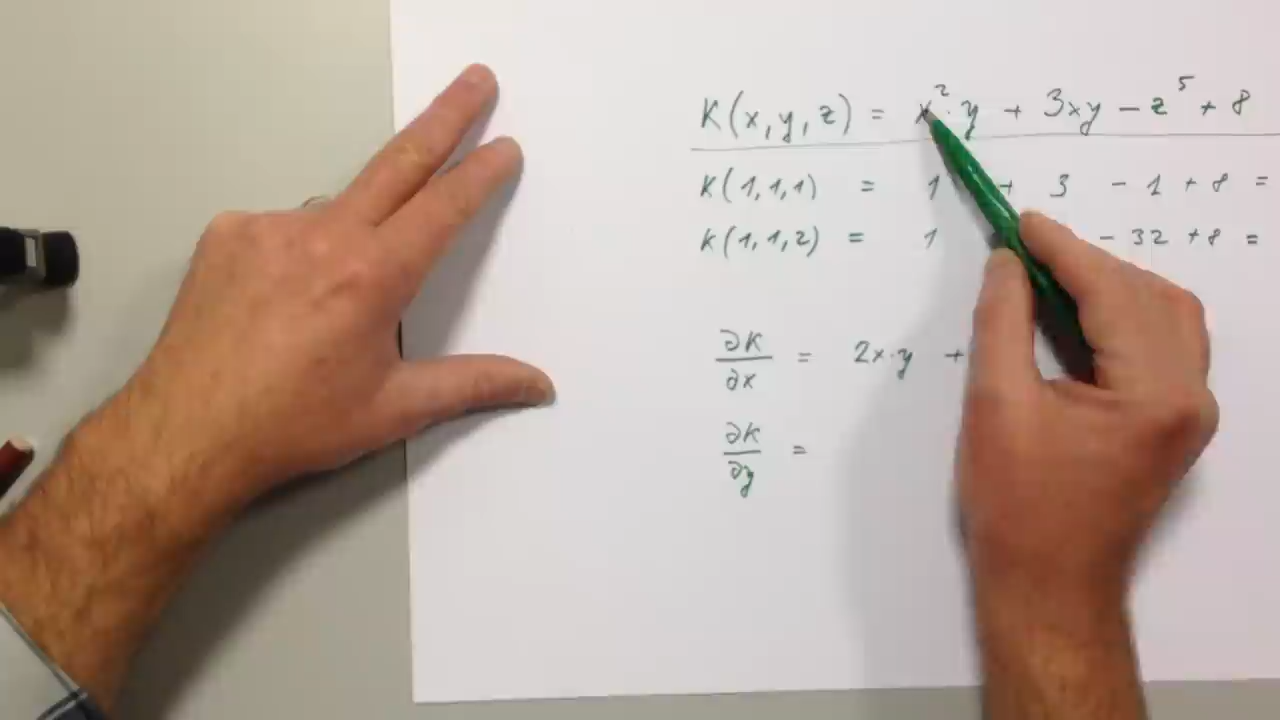 K(x,y,z) = x²·y + 3xy − z⁵ + 8
K(1,1,1) = 1 + 3 − 1 + 8 =
K(1,1,2) = 1 − 32 + 8 =
∂K/∂x = 2x·y +
∂K/∂y =